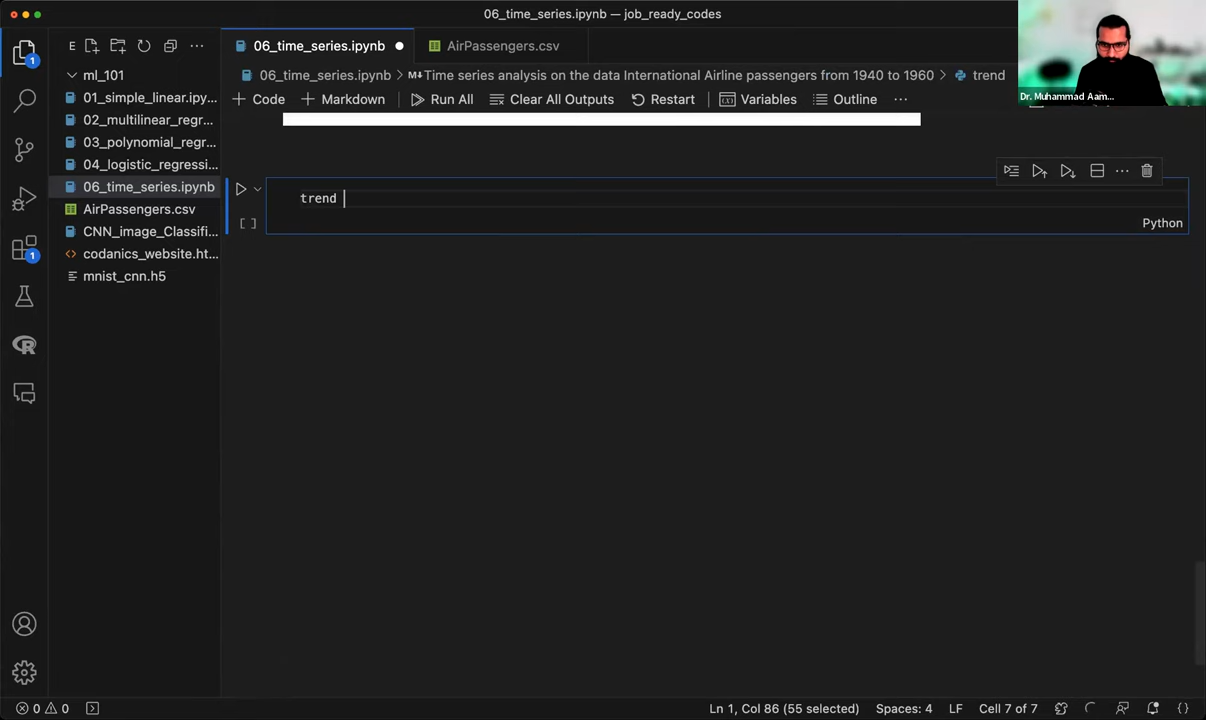 06_time_series.ipynb — job_ready_codes
1
E
06_time_series.ipynb
AirPassengers.csv
ml_101
01_simple_linear.ipy...
02_multilinear_regr...
03_polynomial_regr...
04_logistic_regressi...
06_time_series.ipynb
AirPassengers.csv
CNN_image_Classifi...
codanics_website.ht...
mnist_cnn.h5
1
06_time_series.ipynb > M↓Time series analysis on the data International Airline passengers from 1940 to 1960 > trend
+ Code + Markdown Run All Clear All Outputs Restart Variables Outline ...
Dr. Muhammad Aam...
trend
[ ]
Python
0 0
Ln 1, Col 86 (55 selected) Spaces: 4 LF Cell 7 of 7